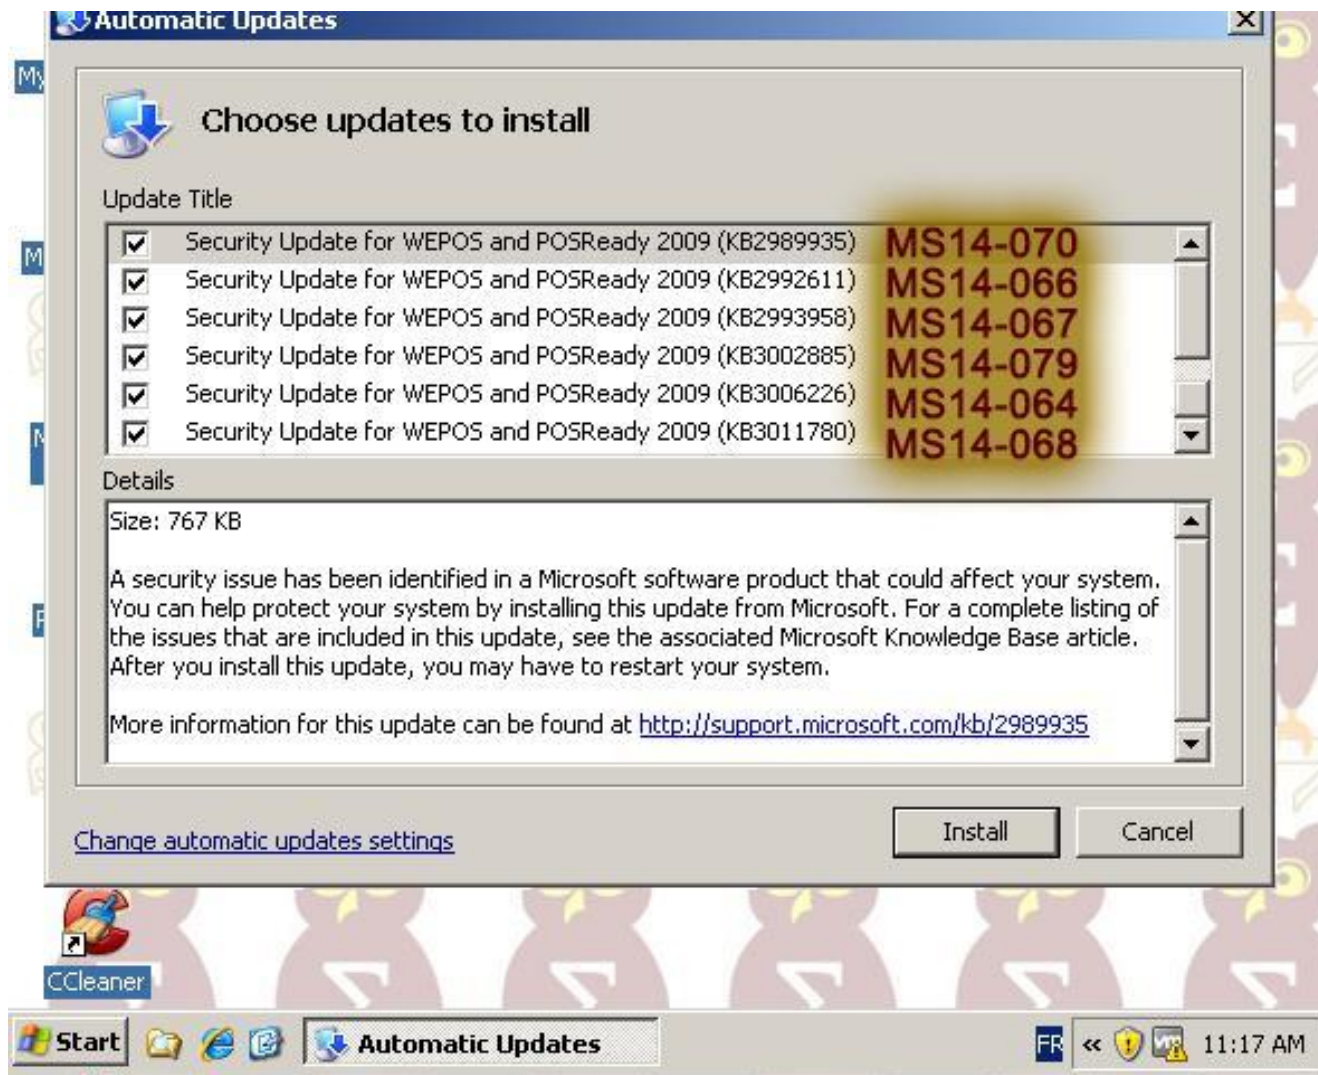 Automatic Updates
My
Choose updates to install
Update Title
Security Update for WEPOS and POSReady 2009 (KB2989935) MS14-070
Security Update for WEPOS and POSReady 2009 (KB2992611) MS14-066
Security Update for WEPOS and POSReady 2009 (KB2993958) MS14-067
Security Update for WEPOS and POSReady 2009 (KB3002885) MS14-079
Security Update for WEPOS and POSReady 2009 (KB3006226) MS14-064
Security Update for WEPOS and POSReady 2009 (KB3011780) MS14-068
Details
Size: 767 KB
A security issue has been identified in a Microsoft software product that could affect your system.
You can help protect your system by installing this update from Microsoft. For a complete listing of
the issues that are included in this update, see the associated Microsoft Knowledge Base article.
After you install this update, you may have to restart your system.
More information for this update can be found at http://support.microsoft.com/kb/2989935
Change automatic updates settings
Install Cancel
CCleaner
Start Automatic Updates FR « 11:17 AM